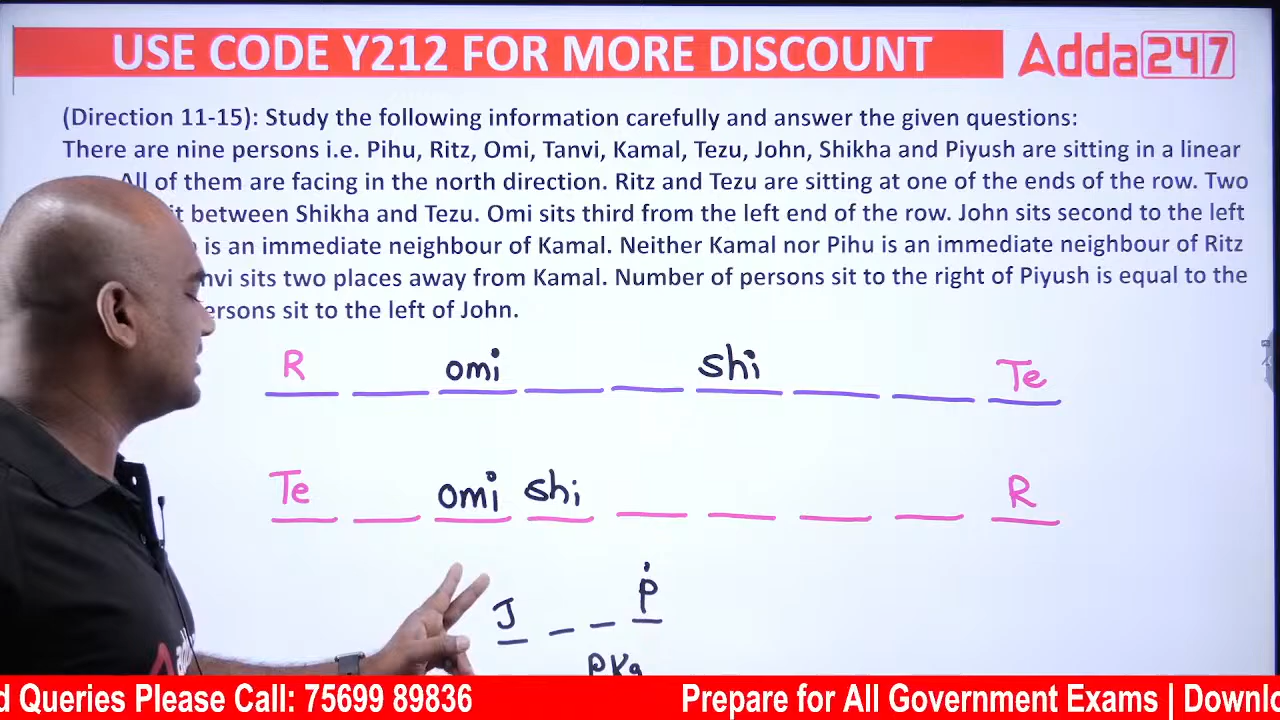 USE CODE Y212 FOR MORE DISCOUNT
Adda 247
(Direction 11-15): Study the following information carefully and answer the given questions:
There are nine persons i.e. Pihu, Ritz, Omi, Tanvi, Kamal, Tezu, John, Shikha and Piyush are sitting in a linear
All of them are facing in the north direction. Ritz and Tezu are sitting at one of the ends of the row. Two
between Shikha and Tezu. Omi sits third from the left end of the row. John sits second to the left
is an immediate neighbour of Kamal. Neither Kamal nor Pihu is an immediate neighbour of Ritz
sits two places away from Kamal. Number of persons sit to the right of Piyush is equal to the
sit to the left of John.
R omi shi Te
Te omi shi R
J P
d Queries Please Call: 75699 89836
Prepare for All Government Exams | Downlo